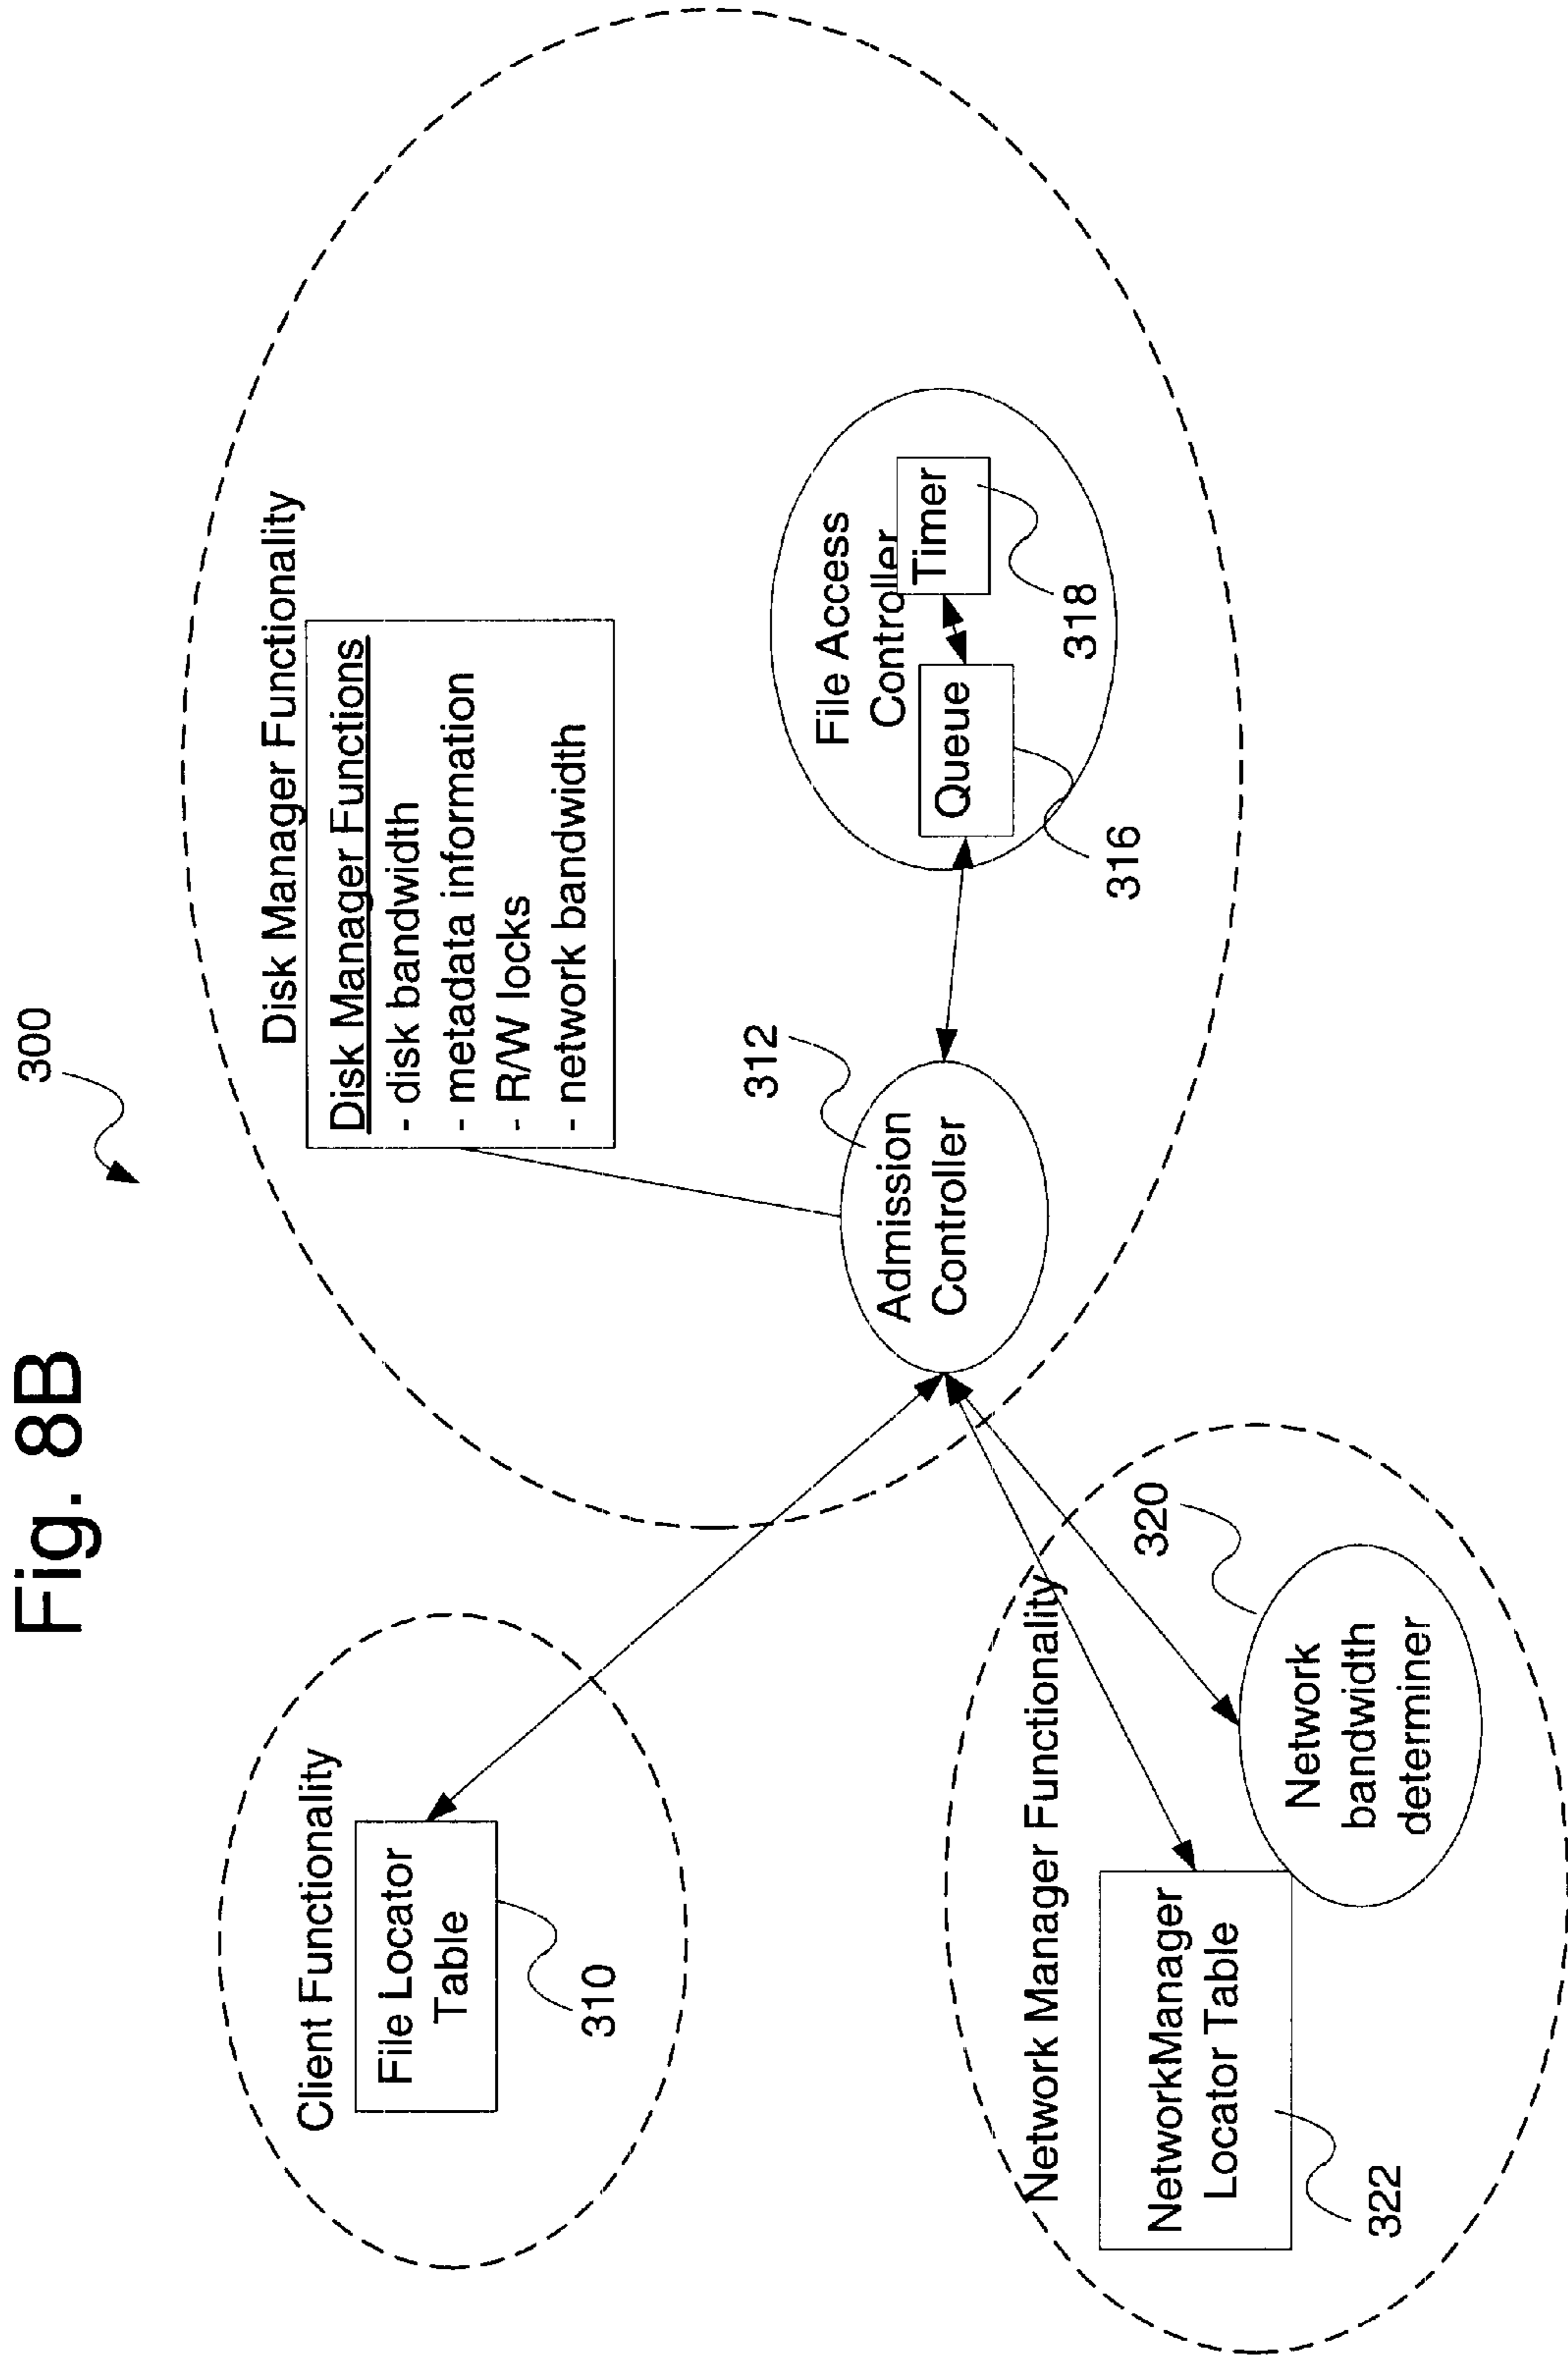 Fig. 8B
300
Client Functionality
File Locator
Table
310
Disk Manager Functionality
Disk Manager Functions
- disk bandwidth
- metadata information
- R/W locks
- network bandwidth
312
Admission
Controller
File Access
Controller
Queue
Timer
316
318
Network Manager Functionality
NetworkManager
Locator Table
322
320
Network
bandwidth
determiner